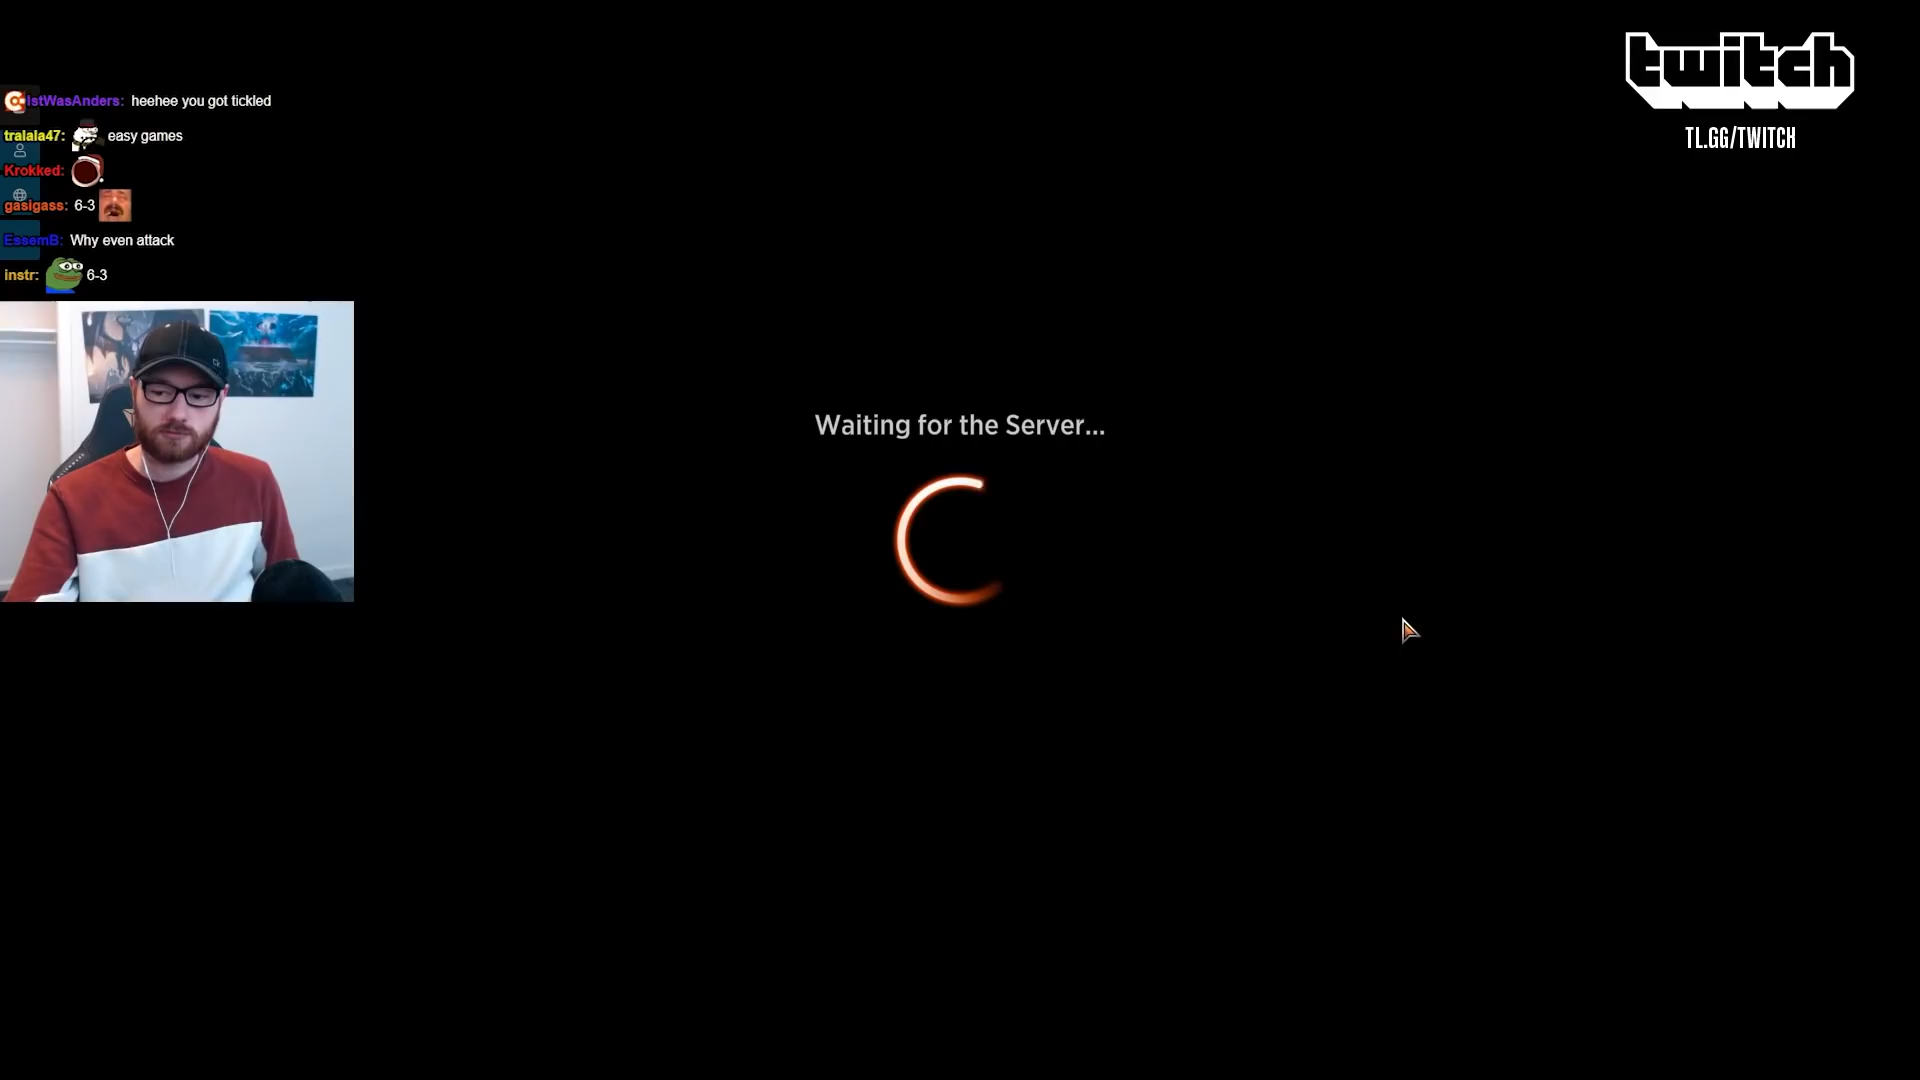 twitch
TL.GG/TWITCH
IstWasAnders: heehee you got tickled
tralala47: easy games
Krokked:
gasigass: 6-3
EssemB: Why even attack
instr: 6-3
Waiting for the Server...